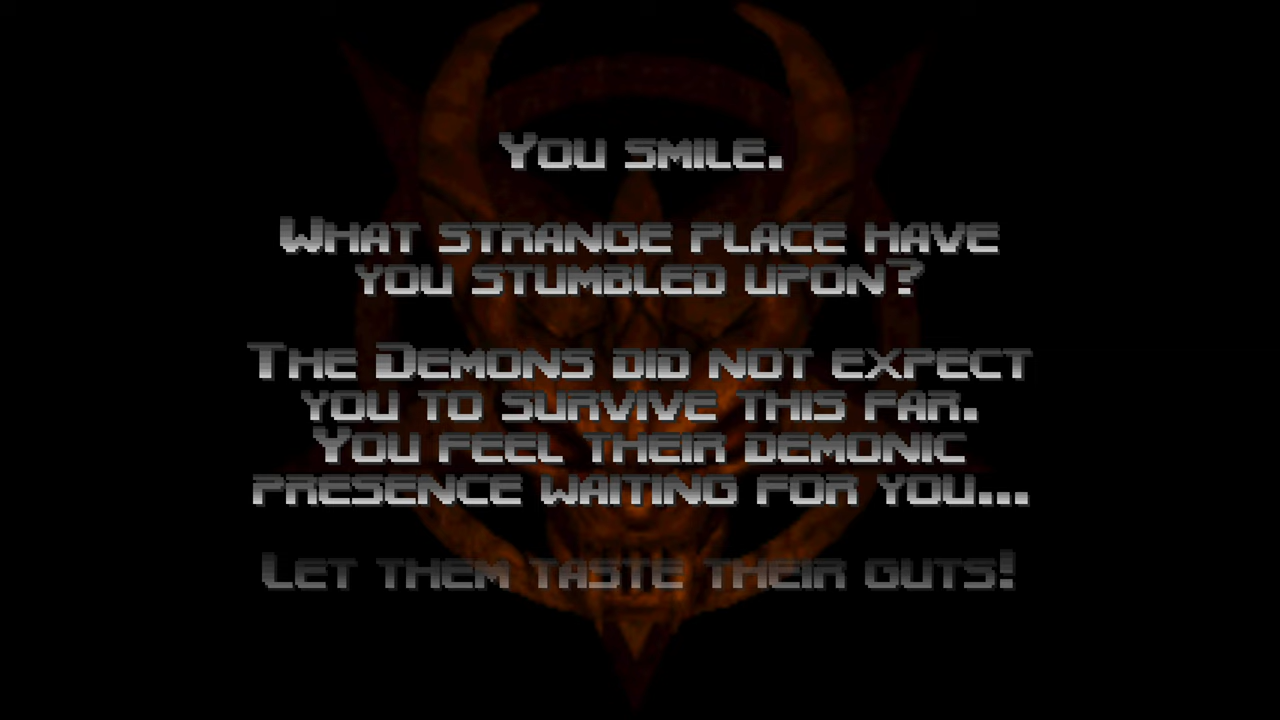 You smile.
What strange place have
you stumbled upon?
The Demons did not expect
you to survive this far.
You feel their demonic
presence waiting for you...
Let them taste their guts!